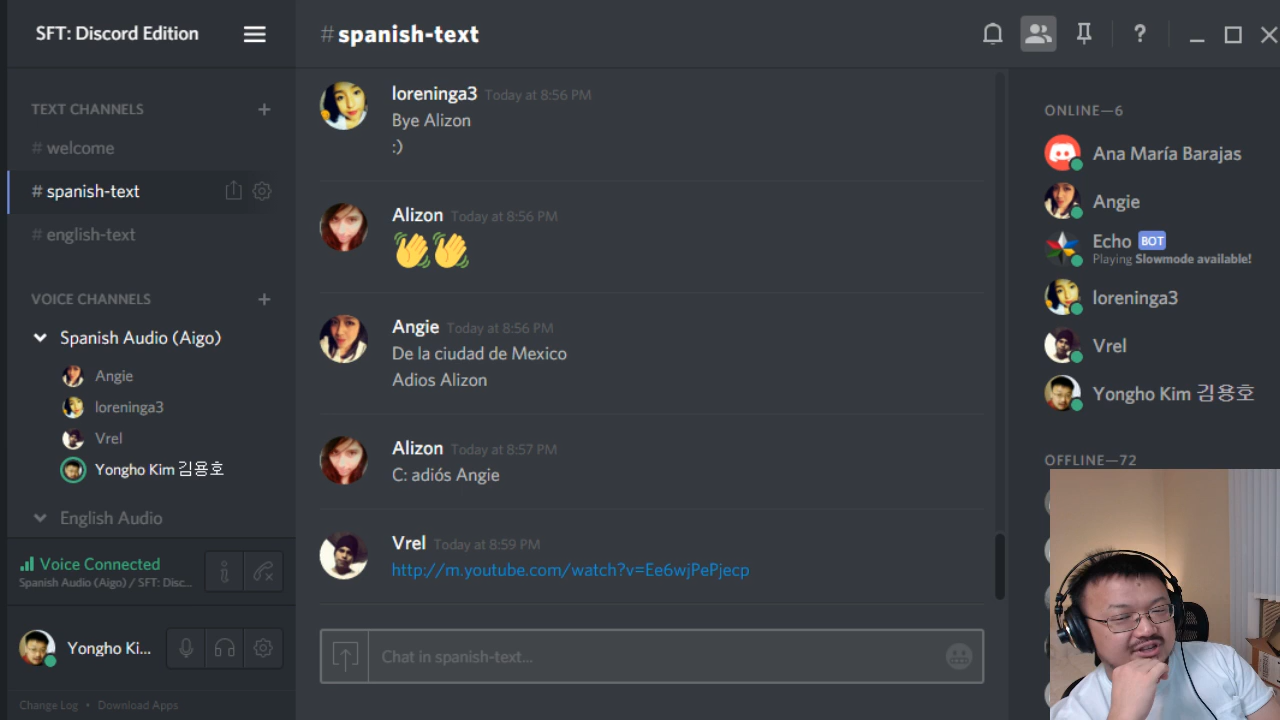 SFT: Discord Edition
TEXT CHANNELS
# welcome
# spanish-text
# english-text
VOICE CHANNELS
Spanish Audio (Aigo)
Angie
loreninga3
Vrel
Yongho Kim 김용호
English Audio
Voice Connected
Spanish Audio (Aigo) / SFT: Disc...
Yongho Ki...
Change Log • Download Apps
# spanish-text
loreninga3 Today at 8:56 PM
Bye Alizon
:)
Alizon Today at 8:56 PM
👋👋
Angie Today at 8:56 PM
De la ciudad de Mexico
Adios Alizon
Alizon Today at 8:57 PM
C: adiós Angie
Vrel Today at 8:59 PM
http://m.youtube.com/watch?v=Ee6wjPePjecp
Chat in spanish-text...
ONLINE—6
Ana María Barajas
Angie
Echo BOT
Playing Slowmode available!
loreninga3
Vrel
Yongho Kim 김용호
OFFLINE—72